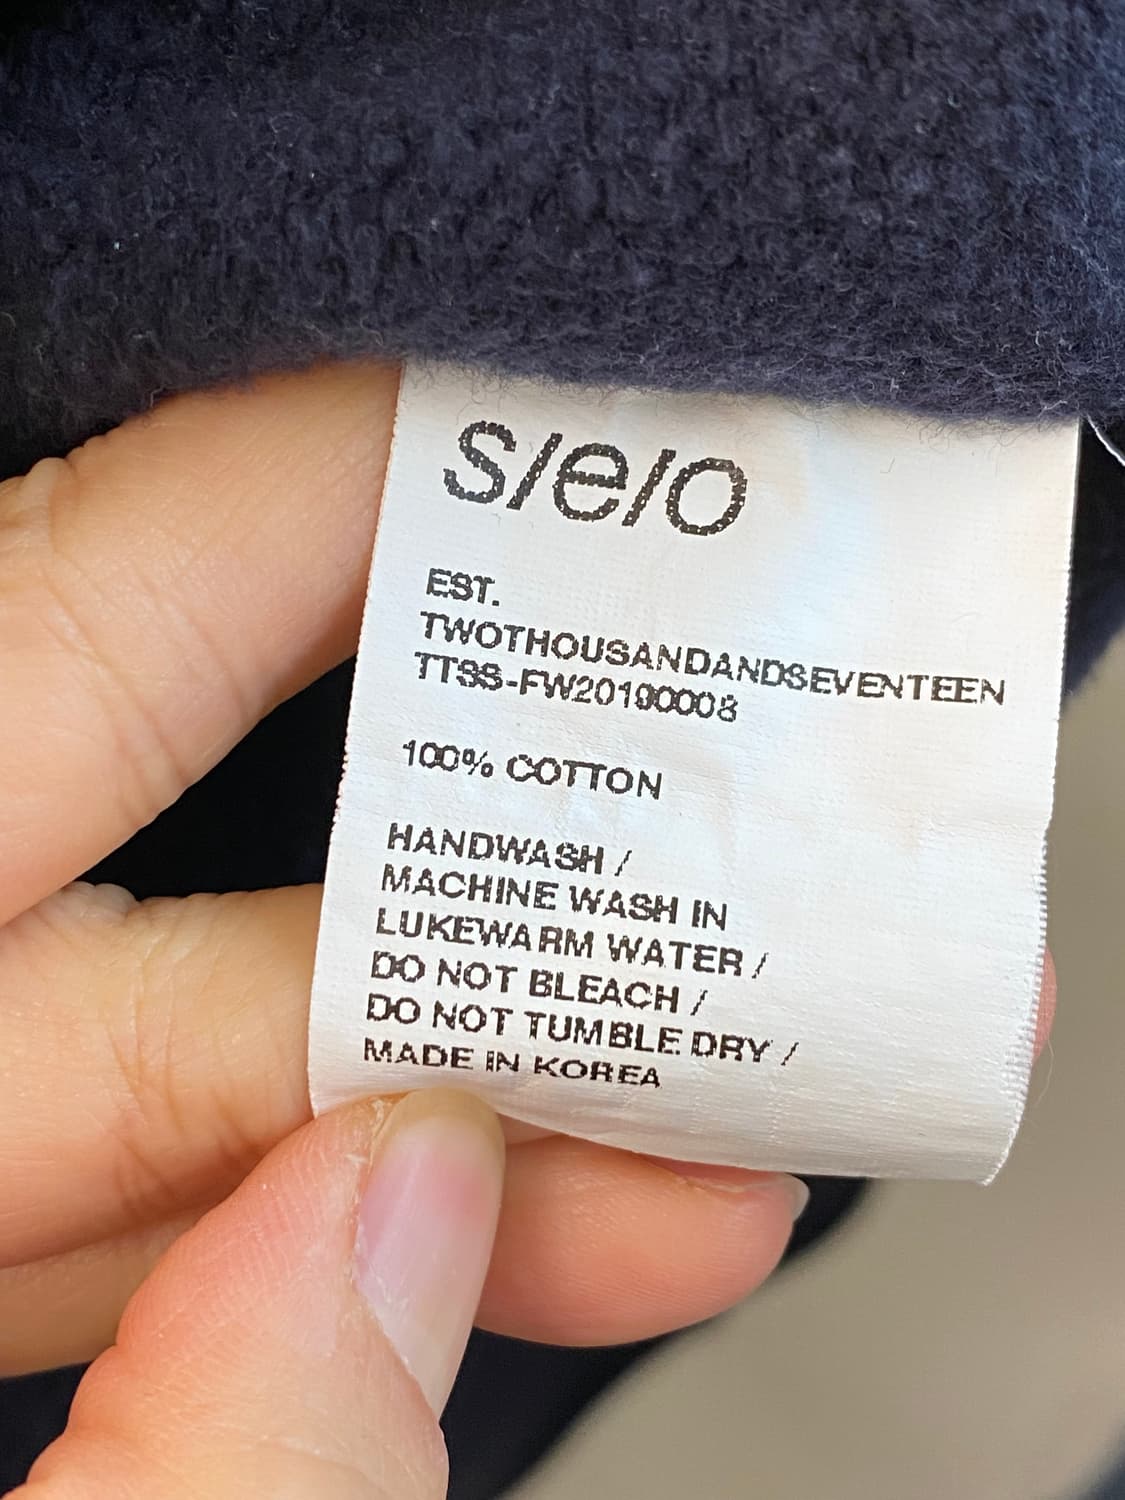 s/e/o
EST.
TWOTHOUSANDANDSEVENTEEN
TTSS-FW20190008
100% COTTON
HANDWASH /
MACHINE WASH IN
LUKEWARM WATER /
DO NOT BLEACH /
DO NOT TUMBLE DRY /
MADE IN KOREA